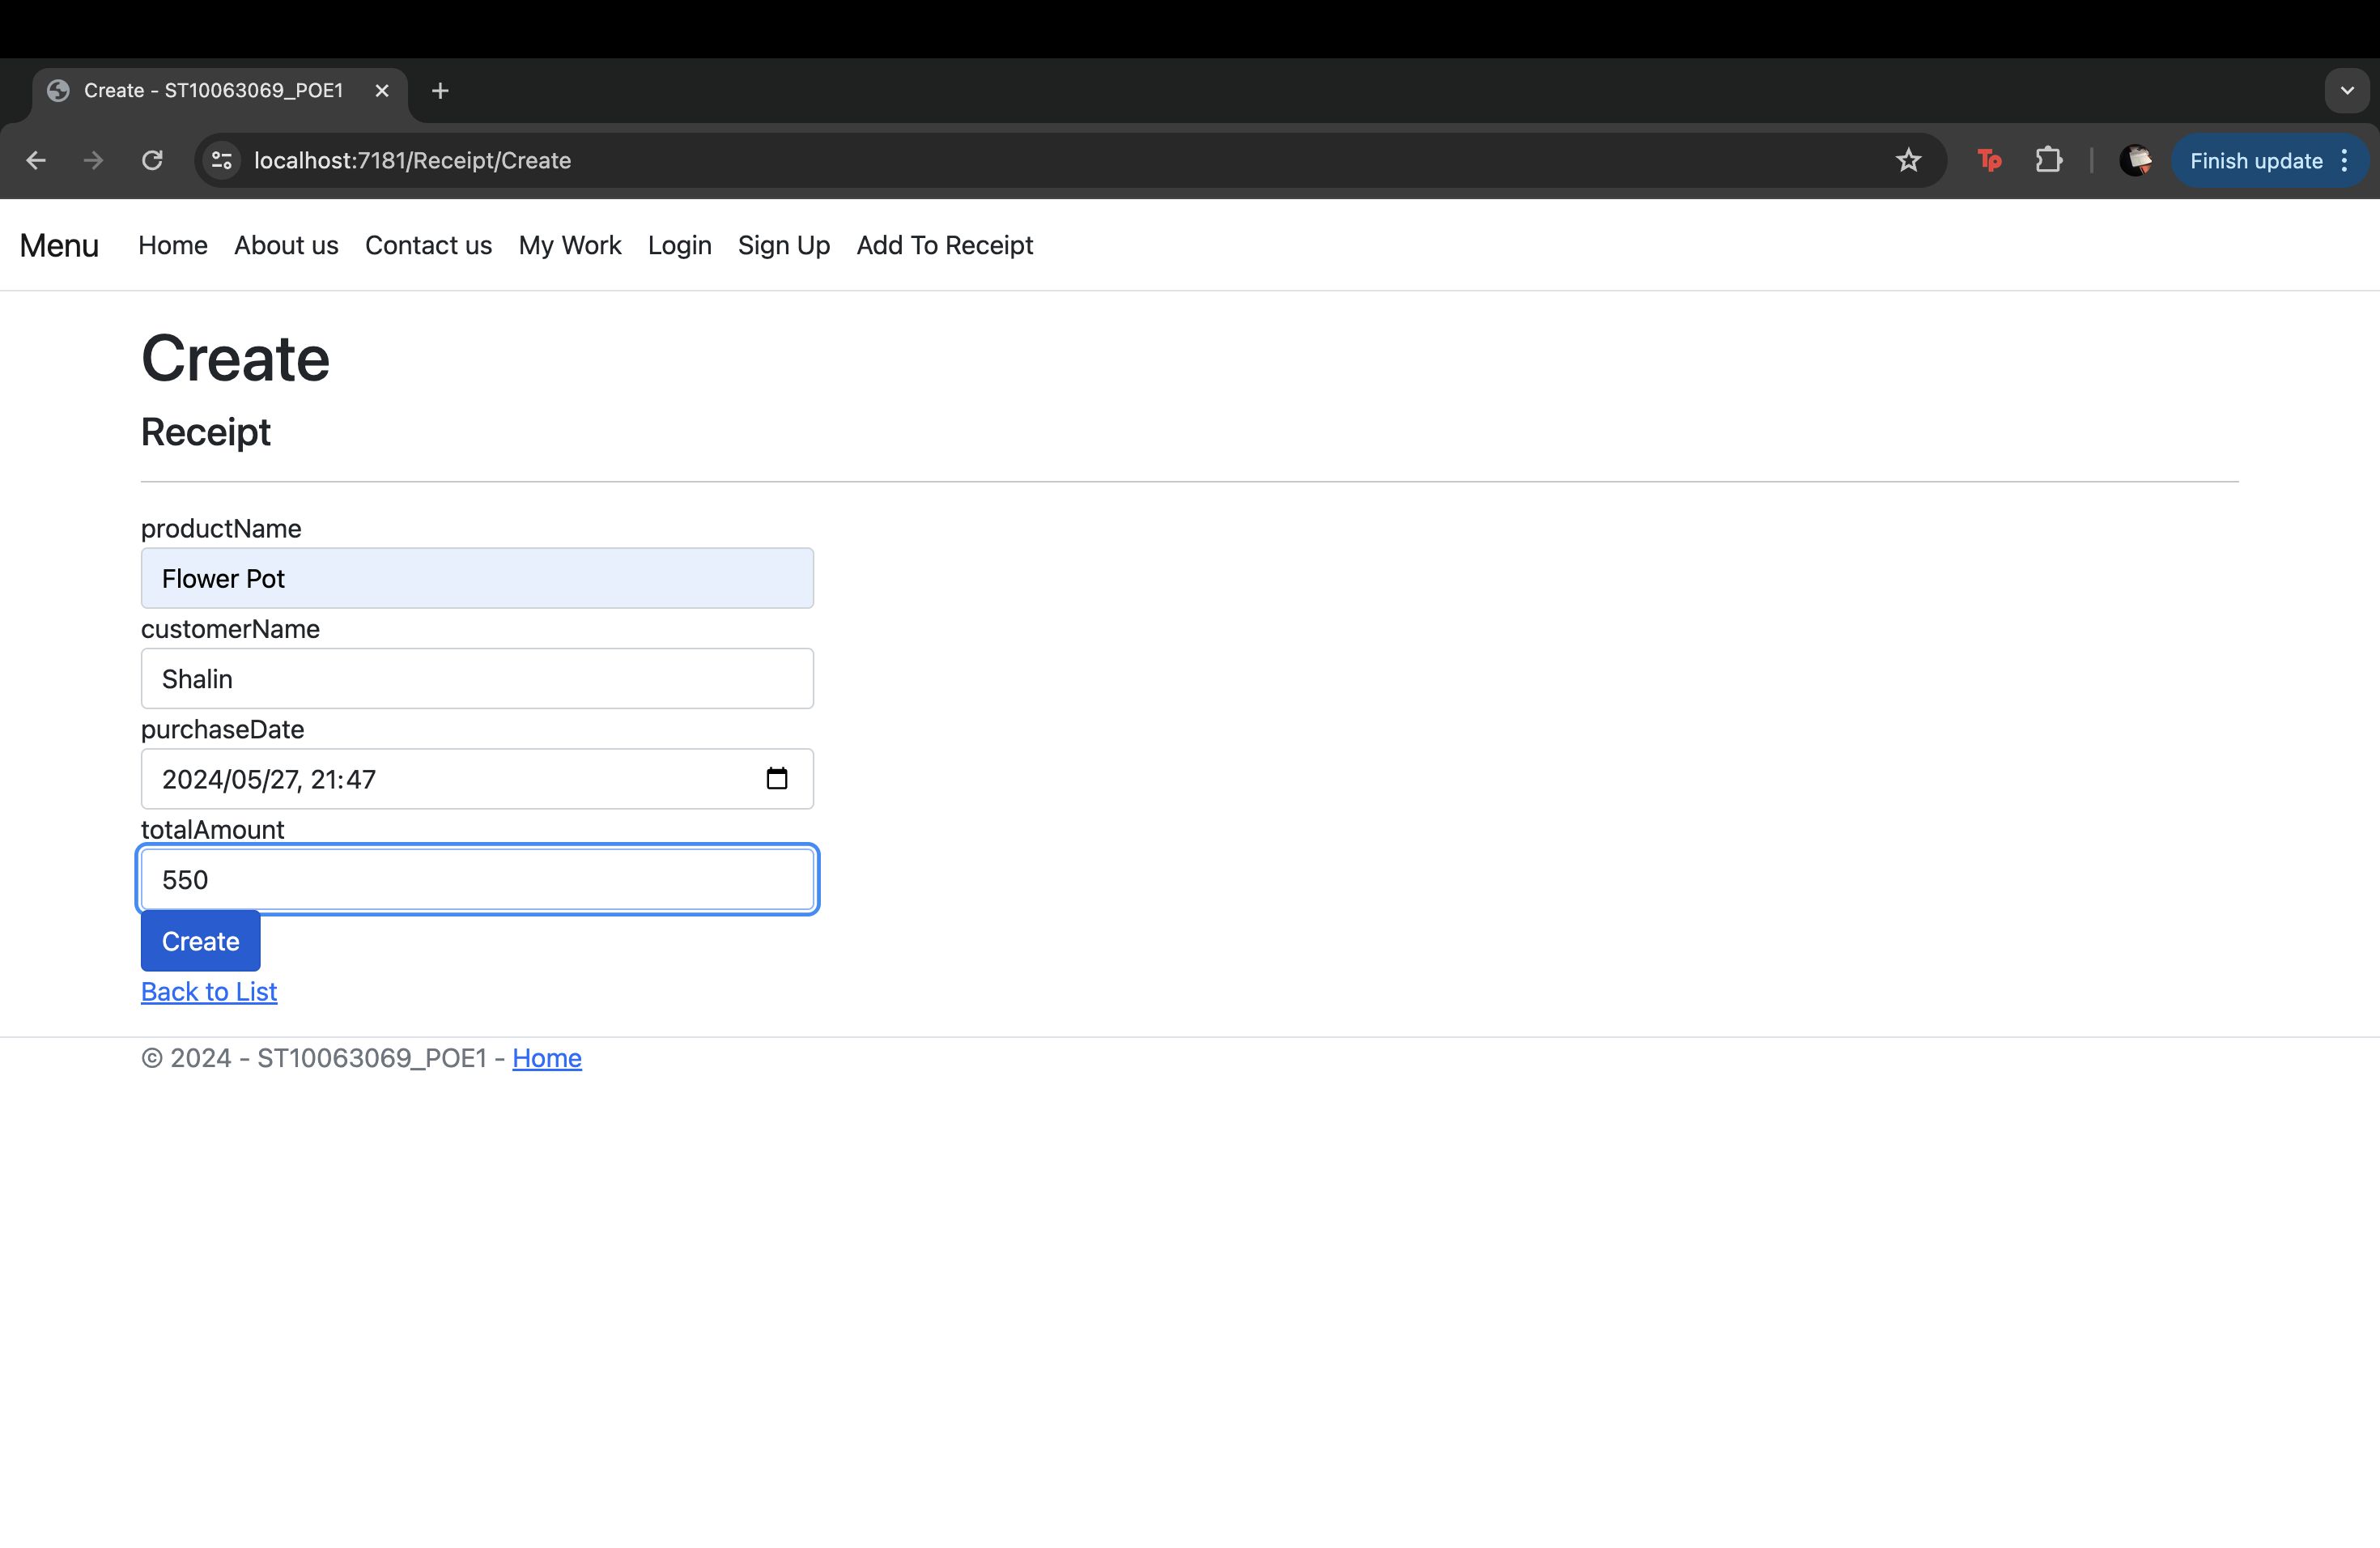 Create - ST10063069_POE1
localhost:7181/Receipt/Create
Tp
Finish update
Menu Home About us Contact us My Work Login Sign Up Add To Receipt
Create
Receipt
productName
Flower Pot
customerName
Shalin
purchaseDate
2024/05/27, 21:47
totalAmount
550
Create
Back to List
© 2024 - ST10063069_POE1 - Home